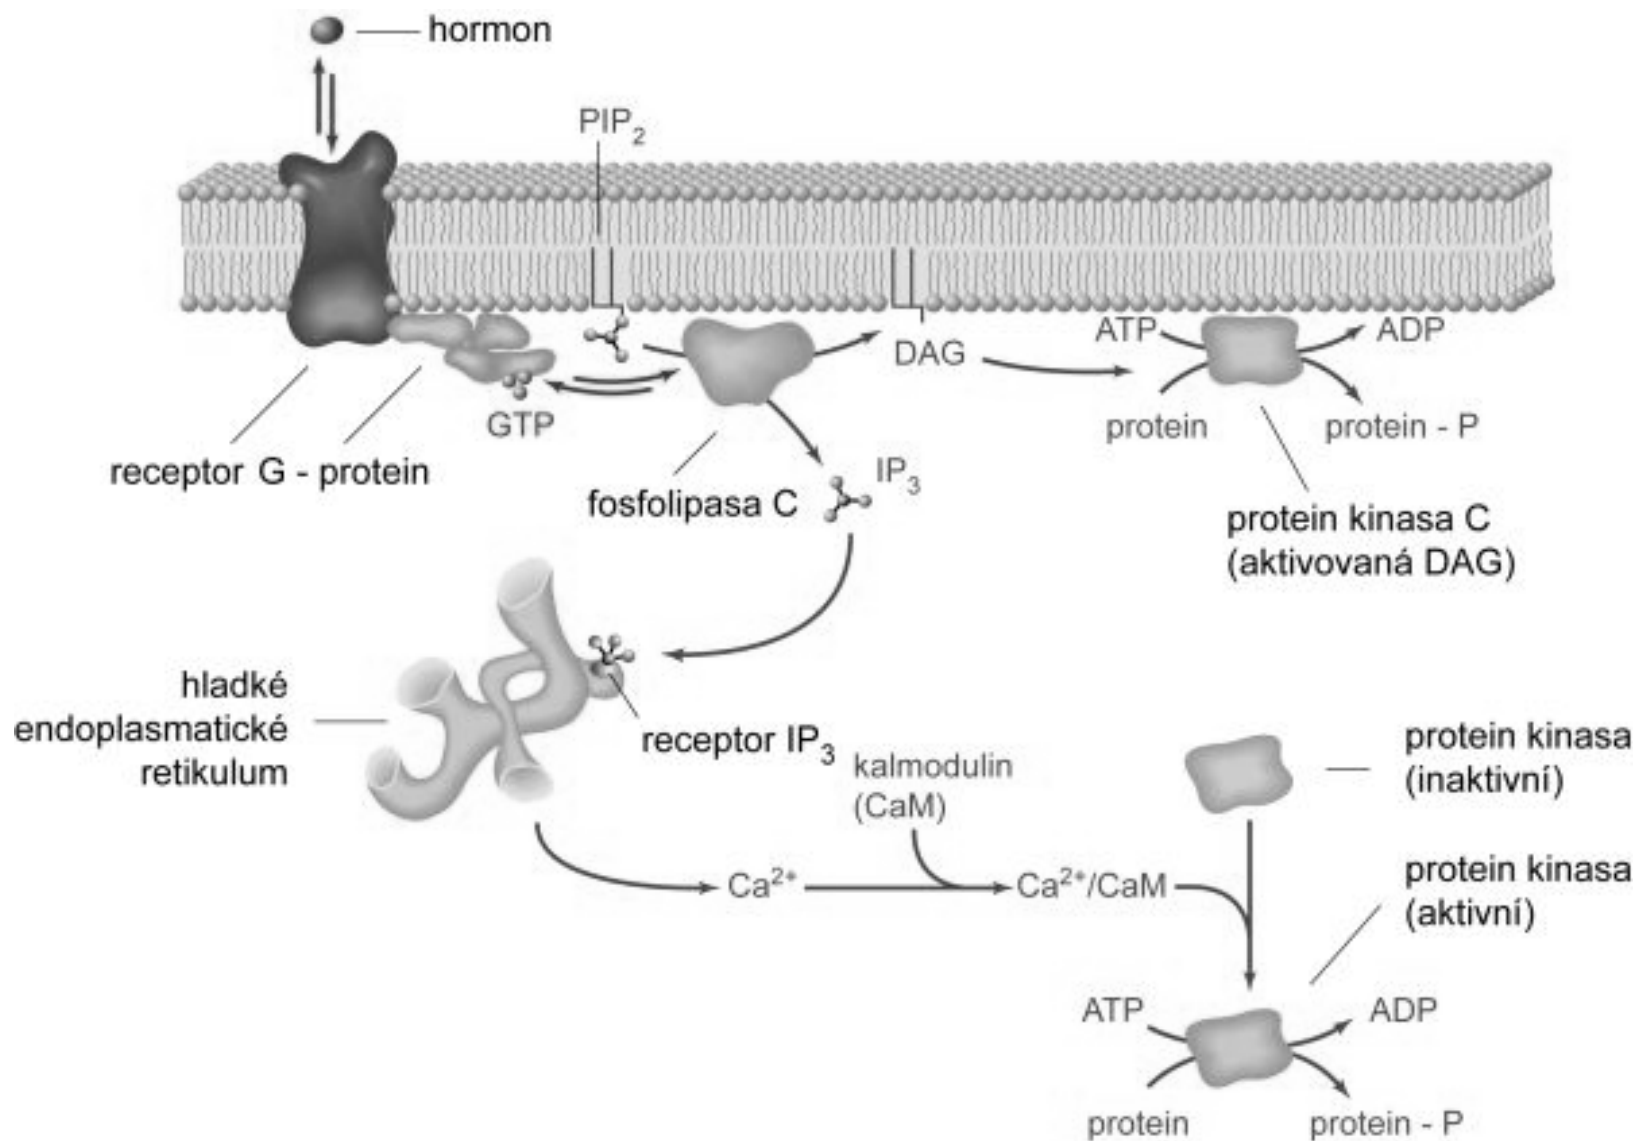 hormon
PIP₂
ATP
ADP
DAG
GTP
protein
protein - P
receptor G - protein
IP₃
fosfolipasa C
protein kinasa C
(aktivovaná DAG)
hladké
endoplasmatické
retikulum
receptor IP₃
kalmodulin
(CaM)
protein kinasa
(inaktivní)
Ca²⁺
Ca²⁺/CaM
protein kinasa
(aktivní)
ATP
ADP
protein
protein - P